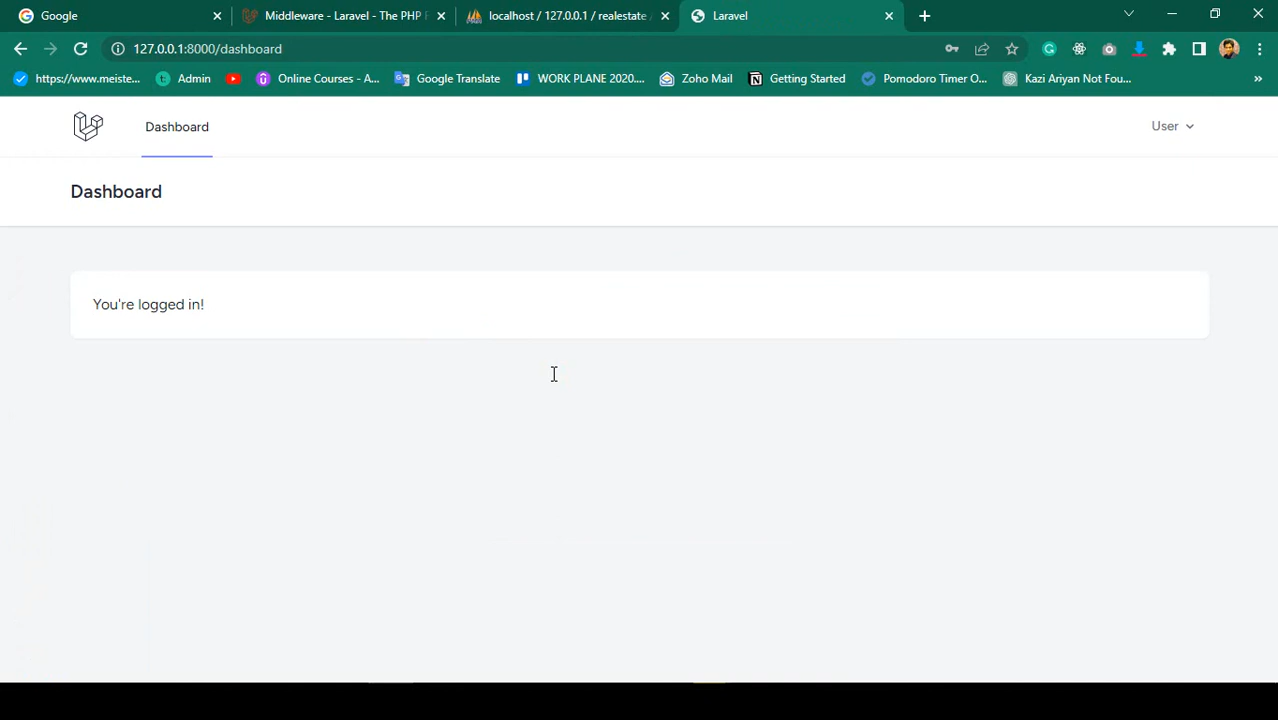 Google
Middleware - Laravel - The PHP F
localhost / 127.0.0.1 / realestate /
Laravel
127.0.0.1:8000/dashboard
https://www.meiste...
Admin
Online Courses - A...
Google Translate
WORK PLANE 2020....
Zoho Mail
Getting Started
Pomodoro Timer O...
Kazi Ariyan Not Fou...
»
Dashboard
User
Dashboard
You're logged in!